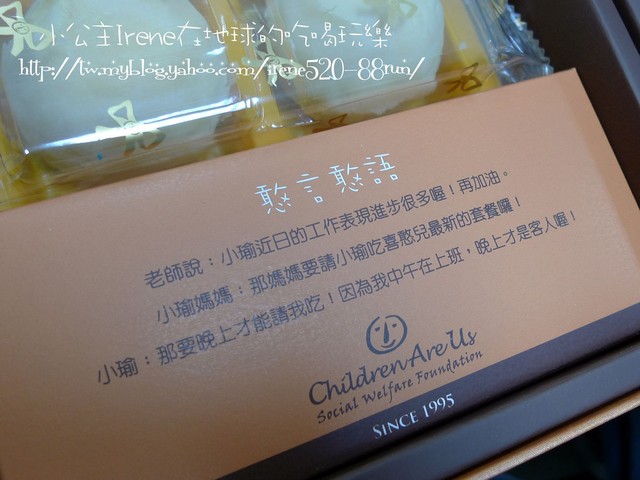 小公主Irene在地球的吃喝玩樂
http://tw.myblog.yahoo.com/irene520-88run/
憨言憨語
老師說：小瑜近日的工作表現進步很多喔！再加油。
小瑜媽媽：那媽媽要請小瑜吃喜憨兒最新的套餐囉！
小瑜：那要晚上才能請我吃！因為我中午在上班，晚上才是客人喔！
Children Are Us
Social Welfare Foundation
SINCE 1995